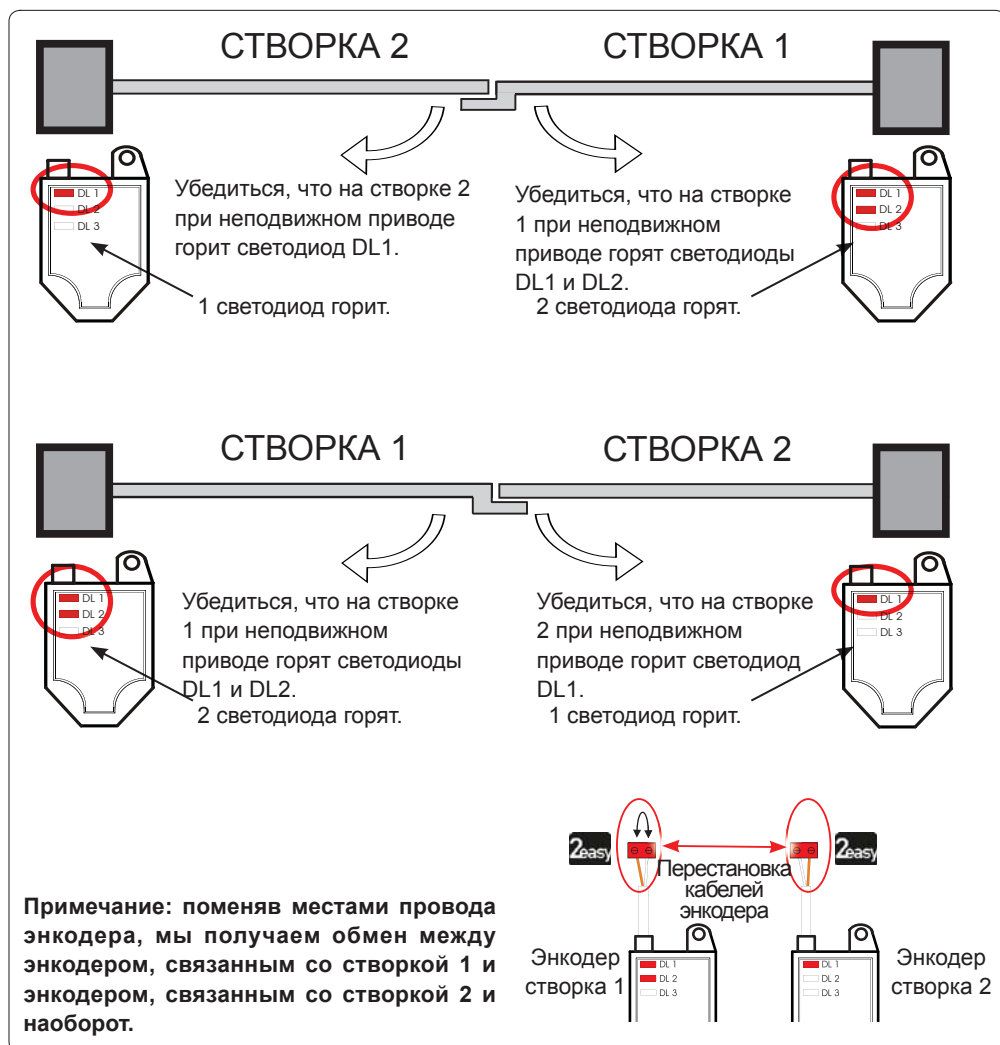 СТВОРКА 2
СТВОРКА 1
DL 1
DL 2
DL 3
Убедиться, что на створке 2
при неподвижном приводе
горит светодиод DL1.
1 светодиод горит.
Убедиться, что на створке
1 при неподвижном
приводе горят светодиоды
DL1 и DL2.
2 светодиода горят.
DL 1
DL 2
DL 3
СТВОРКА 1
СТВОРКА 2
DL 1
DL 2
DL 3
Убедиться, что на створке
1 при неподвижном
приводе горят светодиоды
DL1 и DL2.
2 светодиода горят.
Убедиться, что на створке
2 при неподвижном
приводе горит светодиод
DL1.
1 светодиод горит.
DL 1
DL 2
DL 3
Примечание: поменяв местами провода
энкодера, мы получаем обмен между
энкодером, связанным со створкой 1 и
энкодером, связанным со створкой 2 и
наоборот.
2easy
2easy
Перестановка
кабелей
энкодера
Энкодер
створка 1
DL 1
DL 2
DL 3
DL 1
DL 2
DL 3
Энкодер
створка 2